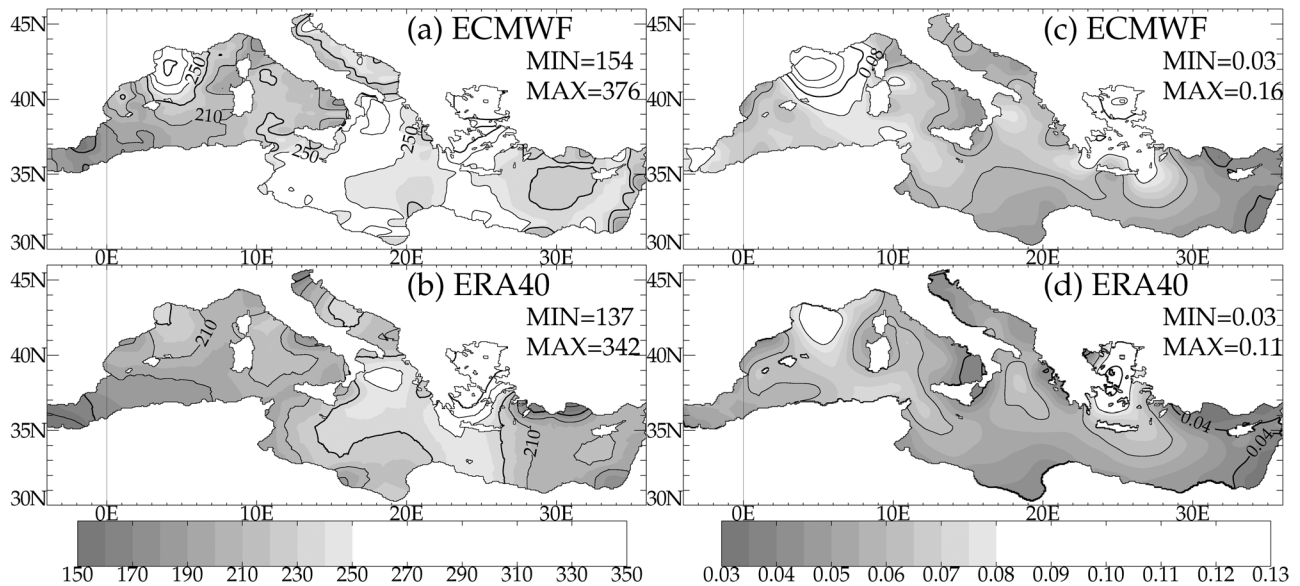 45N
(a) ECMWF
MIN=154
MAX=376
250
210
250
250
40N
35N
30N
0E
10E
20E
30E
(c) ECMWF
MIN=0.03
MAX=0.16
0.08
45N
40N
35N
30N
0E
10E
20E
30E
(b) ERA40
MIN=137
MAX=342
210
210
45N
40N
35N
30N
0E
10E
20E
30E
(d) ERA40
MIN=0.03
MAX=0.11
0.04
0.04
45N
40N
35N
30N
0E
10E
20E
30E
150 170 190 210 230 250 270 290 310 330 350
0.03 0.04 0.05 0.06 0.07 0.08 0.09 0.10 0.11 0.12 0.13